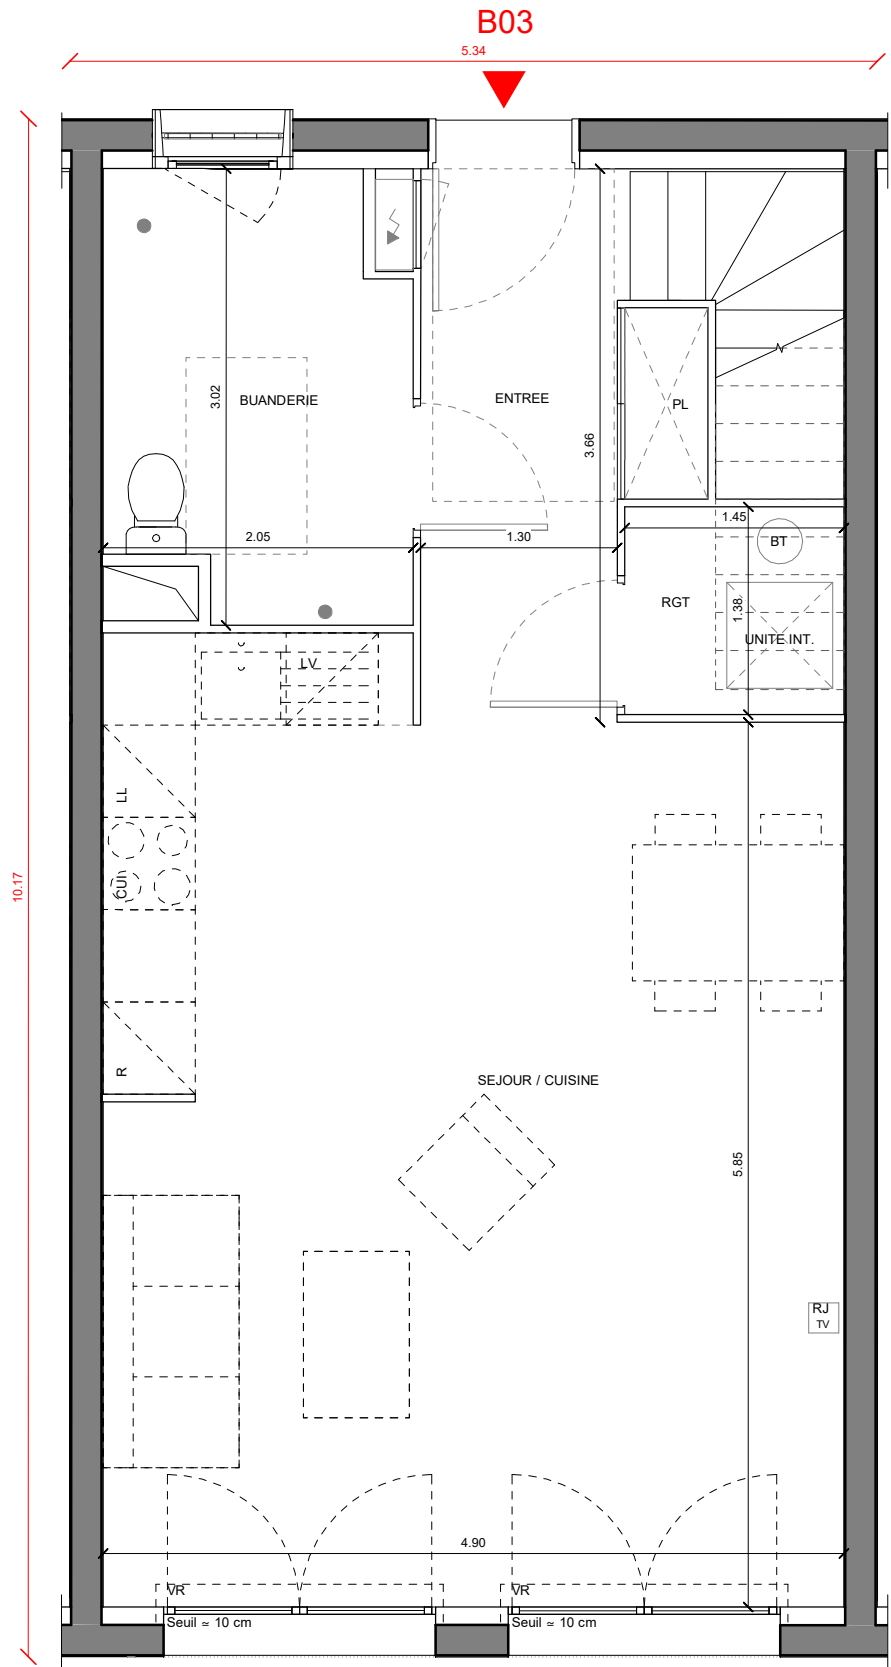 B03
5.34
10.17
3.02
BUANDERIE
ENTREE
PL
3.66
2.05
1.30
1.45
BT
RGT
1.38
UNITE INT.
LV
LL
CUI
R
SEJOUR / CUISINE
5.85
RJ
TV
4.90
VR
VR
Seuil ≃ 10 cm
Seuil ≃ 10 cm